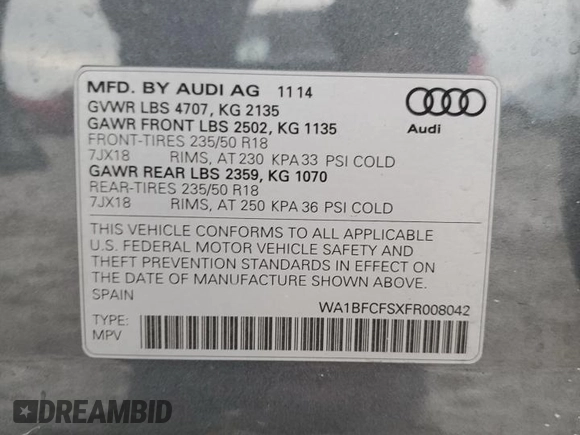 MFD. BY AUDI AG 11 14
GVWR LBS 4707, KG 2135
GAWR FRONT LBS 2502, KG 1135
FRONT-TIRES 235/50 R18
7JX18 RIMS, AT 230 KPA 33 PSI COLD
GAWR REAR LBS 2359, KG 1070
REAR-TIRES 235/50 R18
7JX18 RIMS, AT 250 KPA 36 PSI COLD
Audi
THIS VEHICLE CONFORMS TO ALL APPLICABLE
U.S. FEDERAL MOTOR VEHICLE SAFETY AND
THEFT PREVENTION STANDARDS IN EFFECT ON
THE DATE OF MANUFACTURE SHOWN ABOVE.
SPAIN WA1BFCFSXFR008042
TYPE:
MPV
DREAMBID